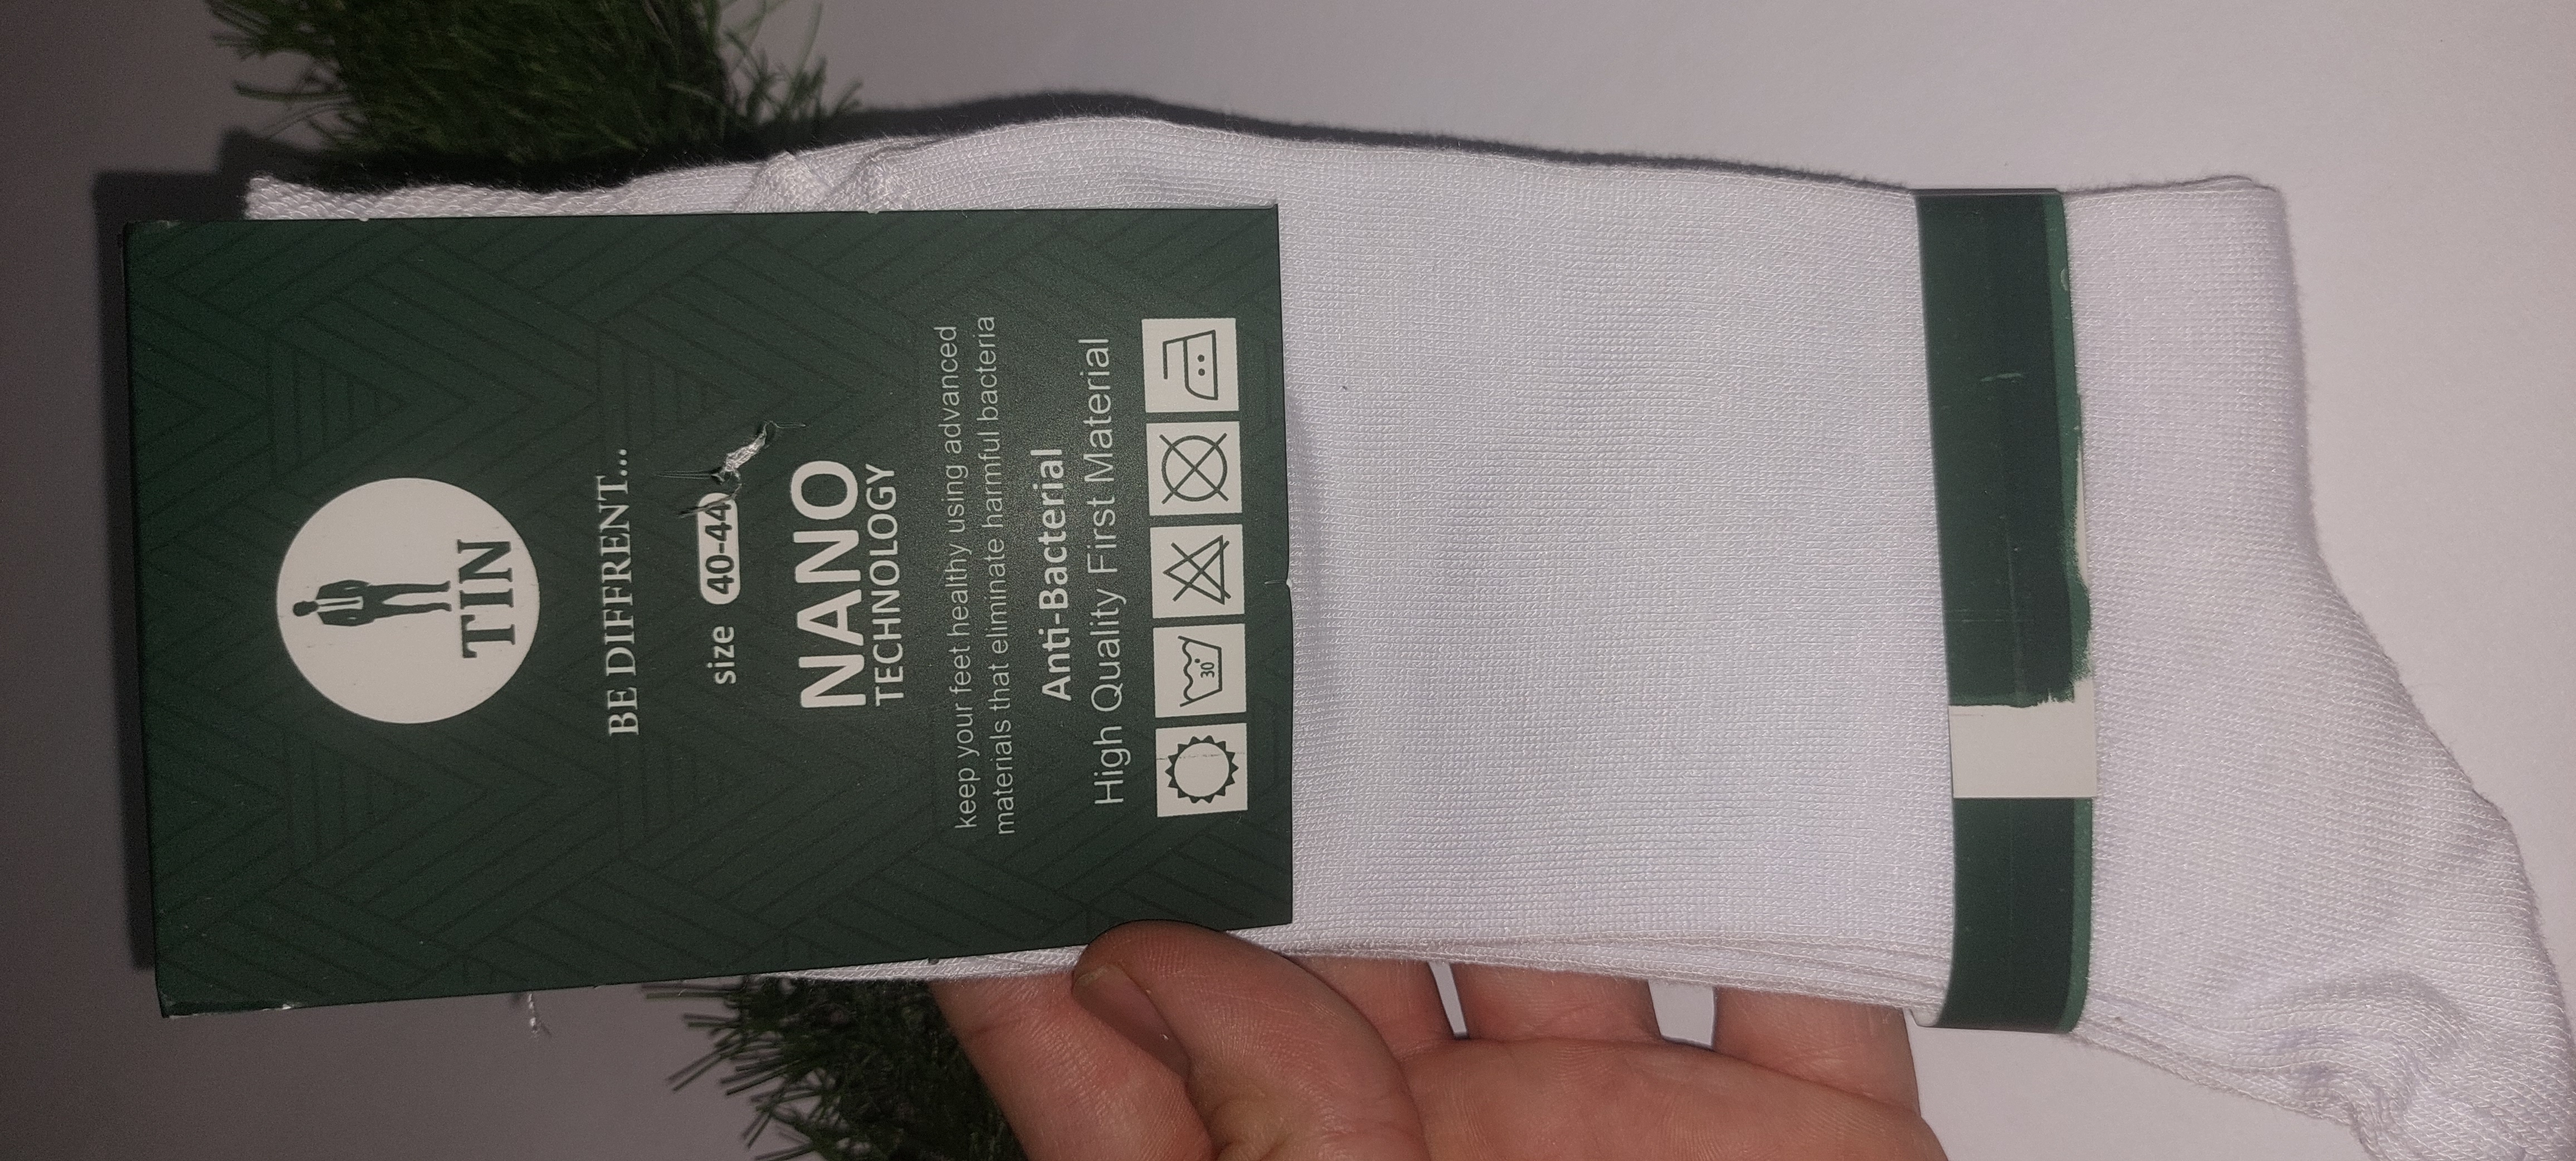 TIN
BE DIFFRENT...
size 40-44
NANO
TECHNOLOGY
keep your feet healthy using advanced
materials that eliminate harmful bacteria
Anti-Bacterial
High Quality First Material
30°